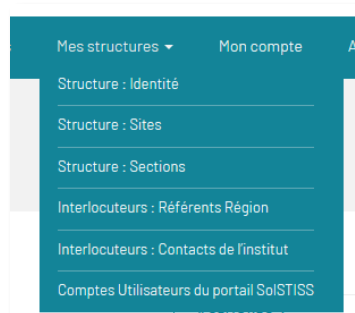 Mes structures Mon compte
Structure : Identité
Structure : Sites
Structure : Sections
Interlocuteurs : Référents Région
Interlocuteurs : Contacts de l'institut
Comptes Utilisateurs du portail SolSTISS